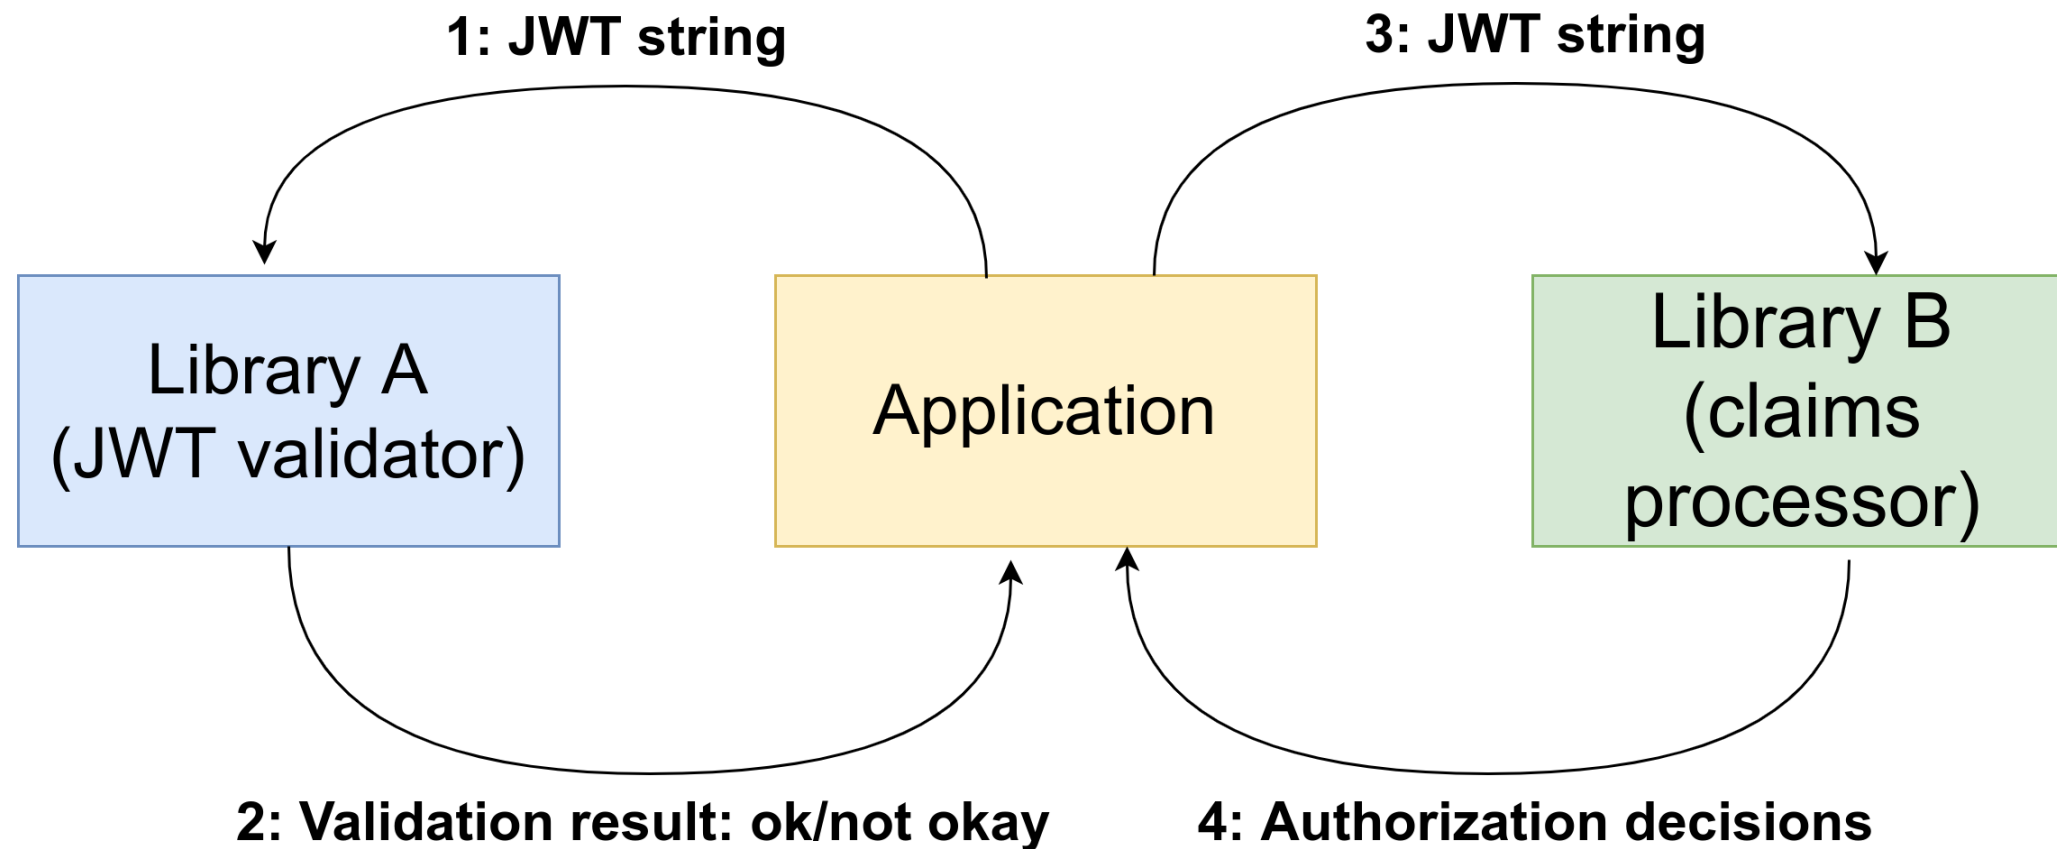 1: JWT string
3: JWT string
Library A
(JWT validator)
Application
Library B
(claims
processor)
2: Validation result: ok/not okay
4: Authorization decisions